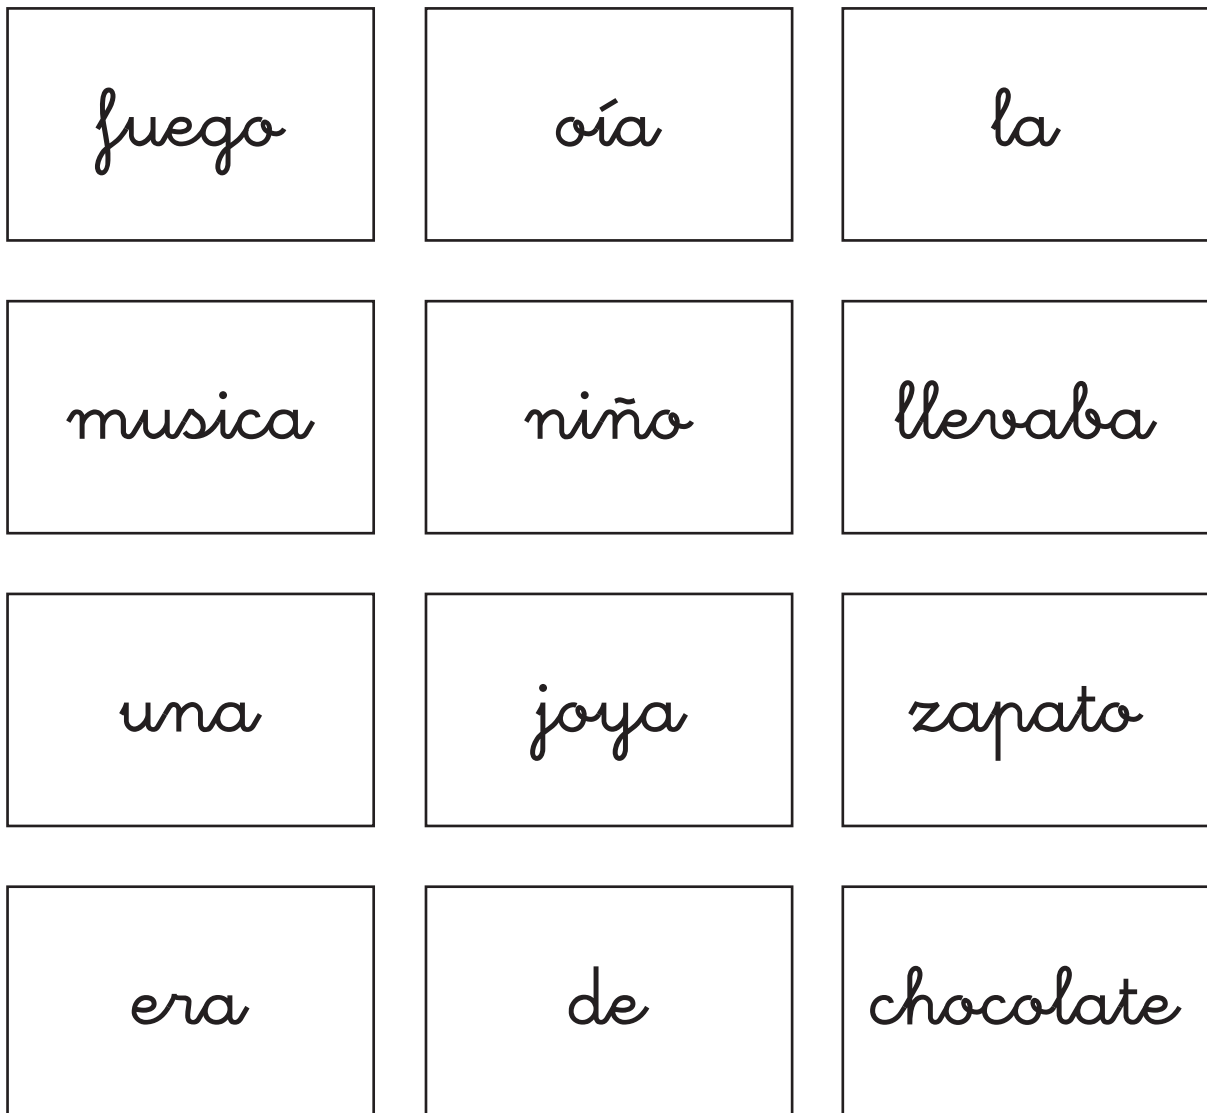 fuego oía la
musica niño llevaba
una joya zapato
era de chocolate